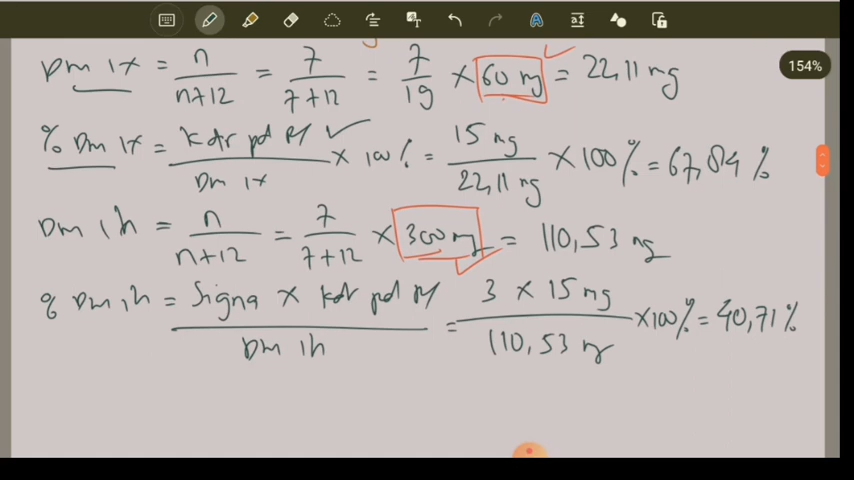 154%
Dm 1x = n / n+12 = 7 / 7+12 = 7 / 19 × 60 mg = 22,11 mg
% Dm 1x = kdr pd R/ / Dm 1x × 100% = 15 mg / 22,11 mg × 100% = 67,84 %
Dm 1h = n / n+12 = 7 / 7+12 × 300 mg = 110,53 mg
% Dm 1h = Signa × kdr pd R/ / Dm 1h = 3 × 15 mg / 110,53 mg × 100% = 40,71 %